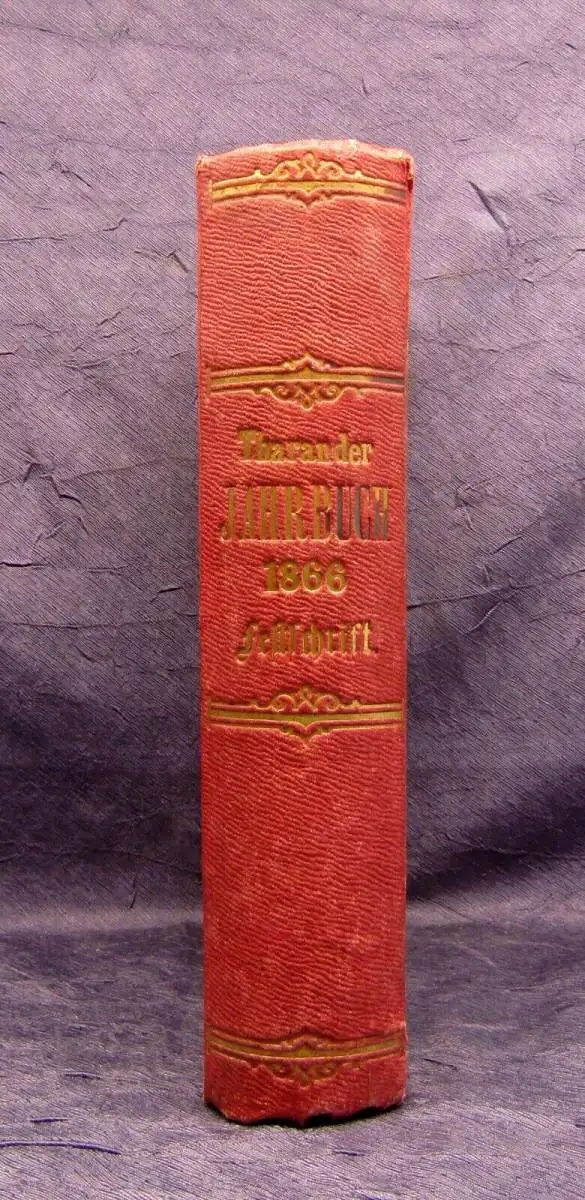 Tharander
JAHRBUCH
1866
Festschrift.